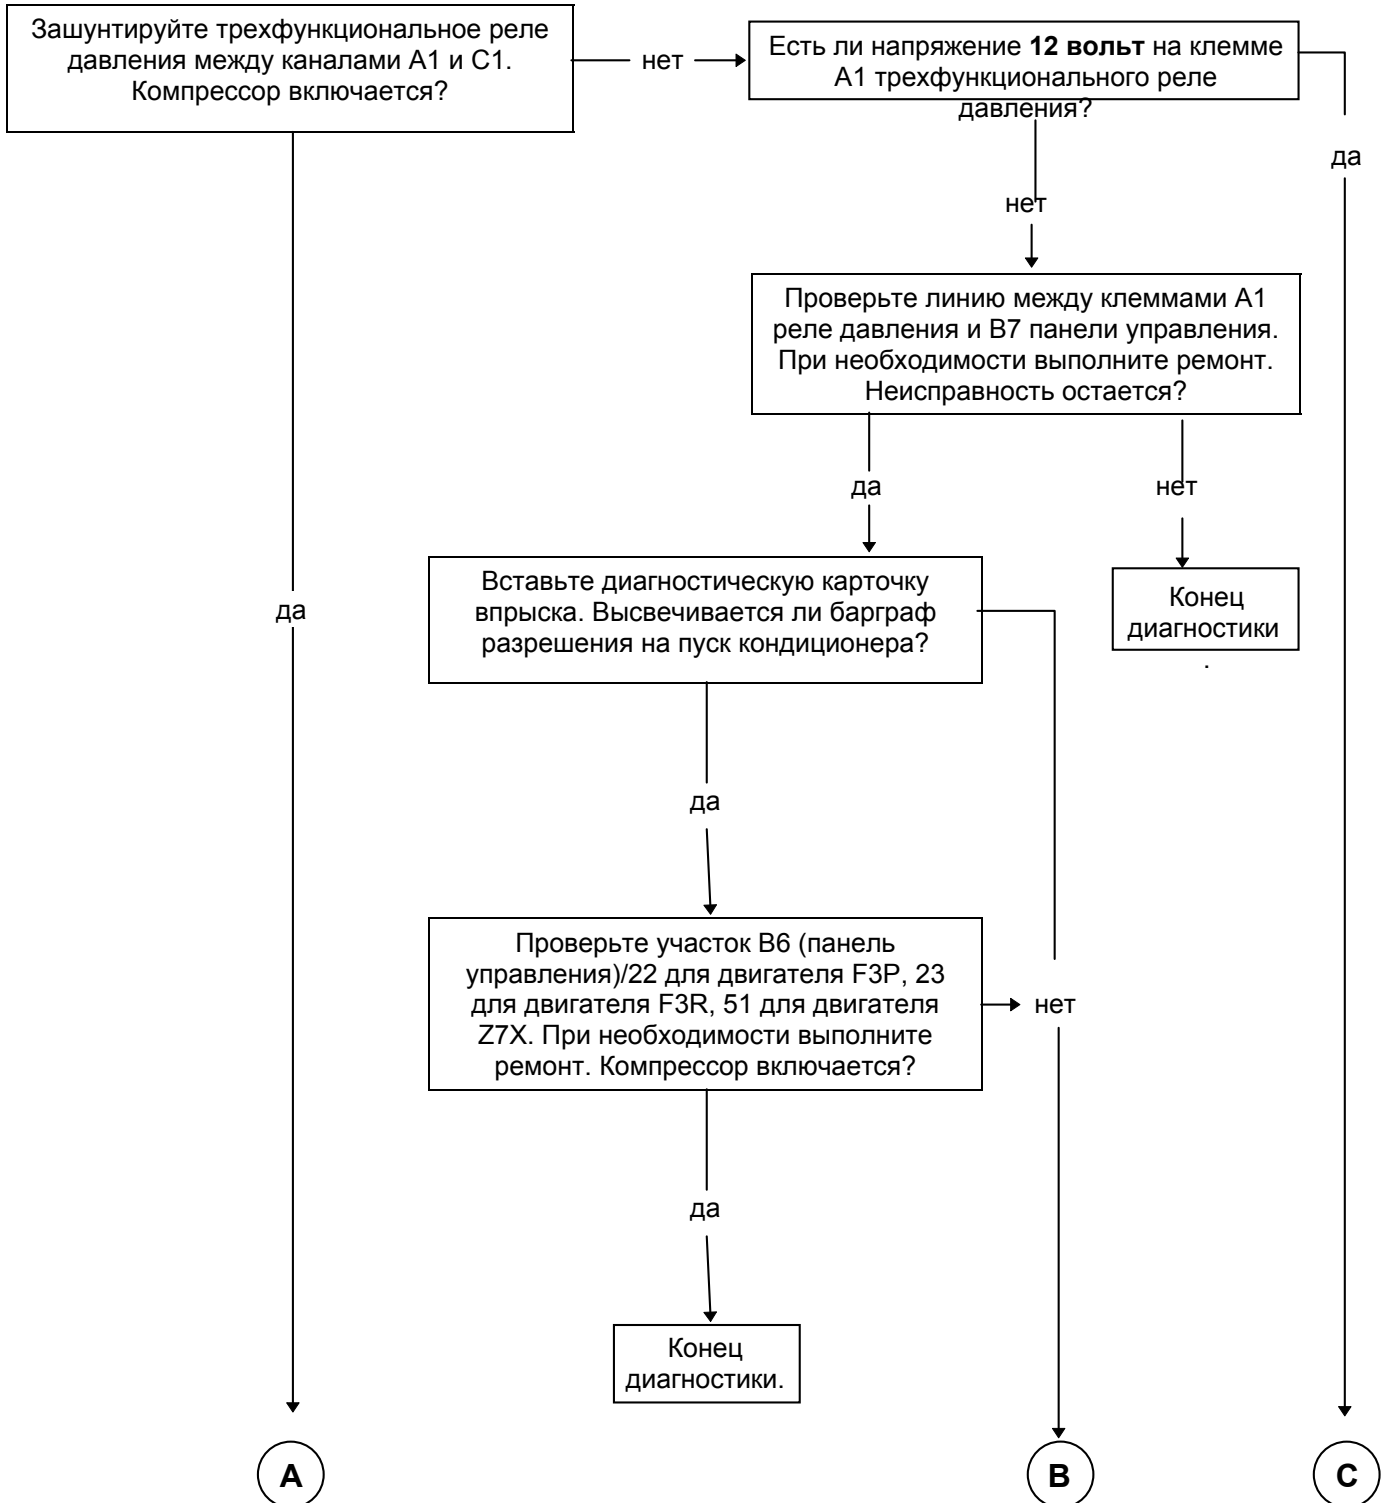 Зашунтируйте трехфункциональное реле
давления между каналами А1 и С1.
Компрессор включается?
нет
Есть ли напряжение 12 вольт на клемме
А1 трехфункционального реле
давления?
да
нет
Проверьте линию между клеммами А1
реле давления и В7 панели управления.
При необходимости выполните ремонт.
Неисправность остается?
да
нет
Вставьте диагностическую карточку
впрыска. Высвечивается ли барграф
разрешения на пуск кондиционера?
Конец
диагностики
.
да
да
Проверьте участок В6 (панель
управления)/22 для двигателя F3P, 23
для двигателя F3R, 51 для двигателя
Z7X. При необходимости выполните
ремонт. Компрессор включается?
нет
да
Конец
диагностики.
А
В
С